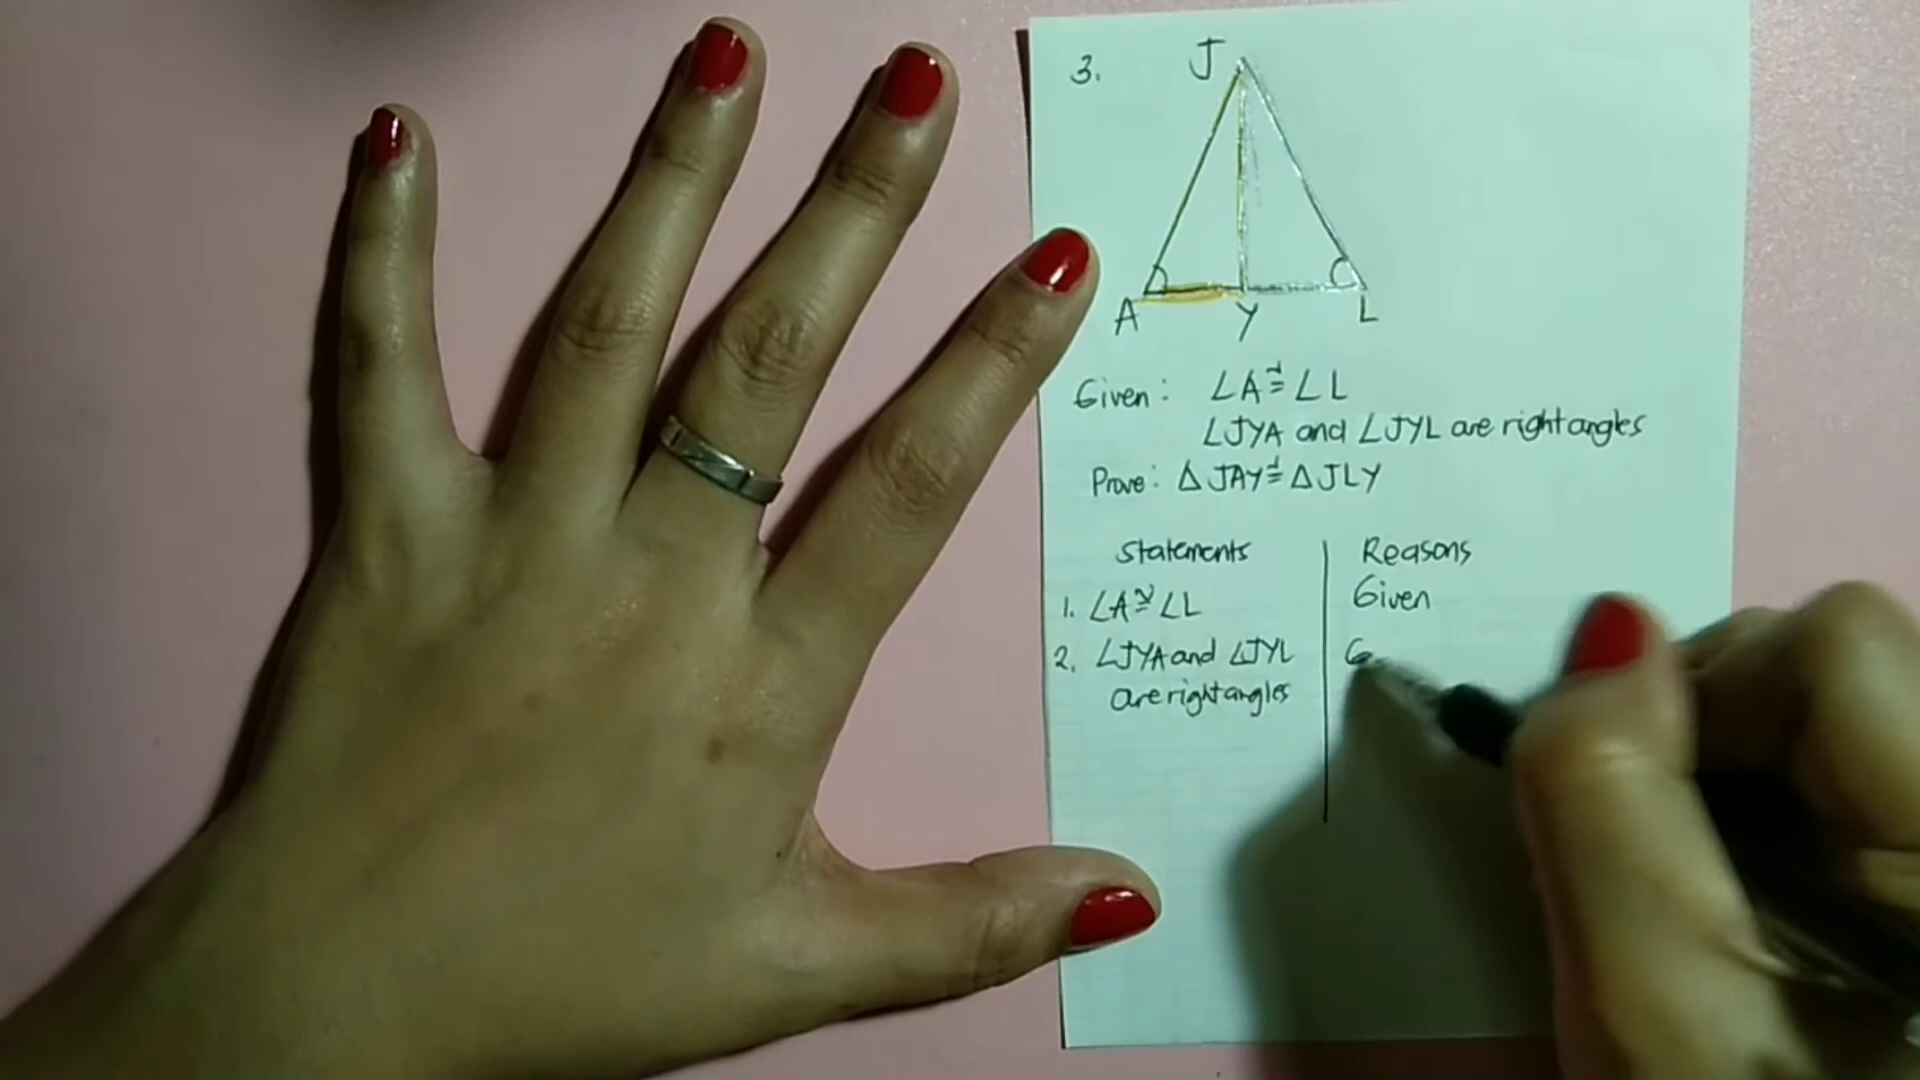 3.
J
A Y L
Given: ∠A ≅ ∠L
∠JYA and ∠JYL are right angles
Prove: △JAY ≅ △JLY
Statements Reasons
1. ∠A ≅ ∠L Given
2. ∠JYA and ∠JYL G
are right angles